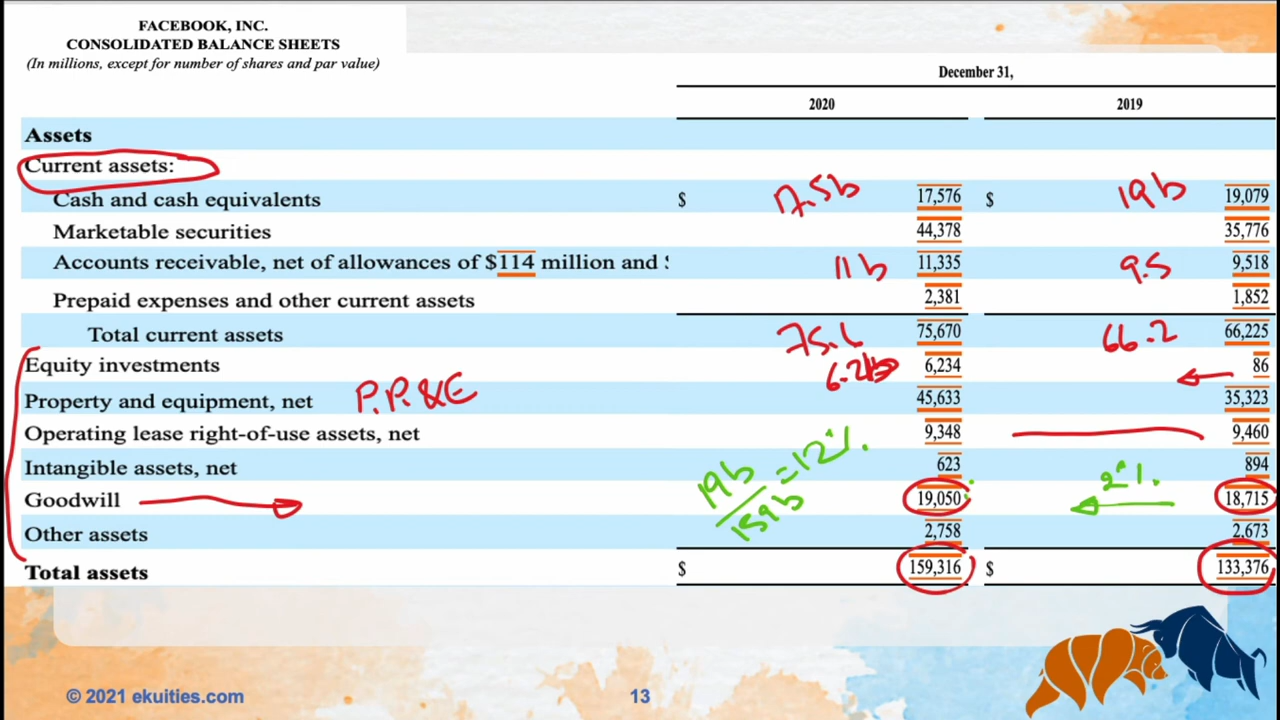 FACEBOOK, INC.
CONSOLIDATED BALANCE SHEETS
(In millions, except for number of shares and par value)
December 31,
2020 2019
Assets
Current assets:
Cash and cash equivalents $ 17.5b 17,576 $ 19b 19,079
Marketable securities 44,378 35,776
Accounts receivable, net of allowances of $114 million and 11b 11,335 9.5 9,518
Prepaid expenses and other current assets 2,381 1,852
Total current assets 75.6 75,670 66.2 66,225
Equity investments 6.2b 6,234 86
Property and equipment, net P.P.&E 45,633 35,323
Operating lease right-of-use assets, net 9,348 9,460
Intangible assets, net 623 894
Goodwill 19b/159b =12%. 19,050 2%. 18,715
Other assets 2,758 2,673
Total assets $ 159,316 $ 133,376
© 2021 ekuities.com 13